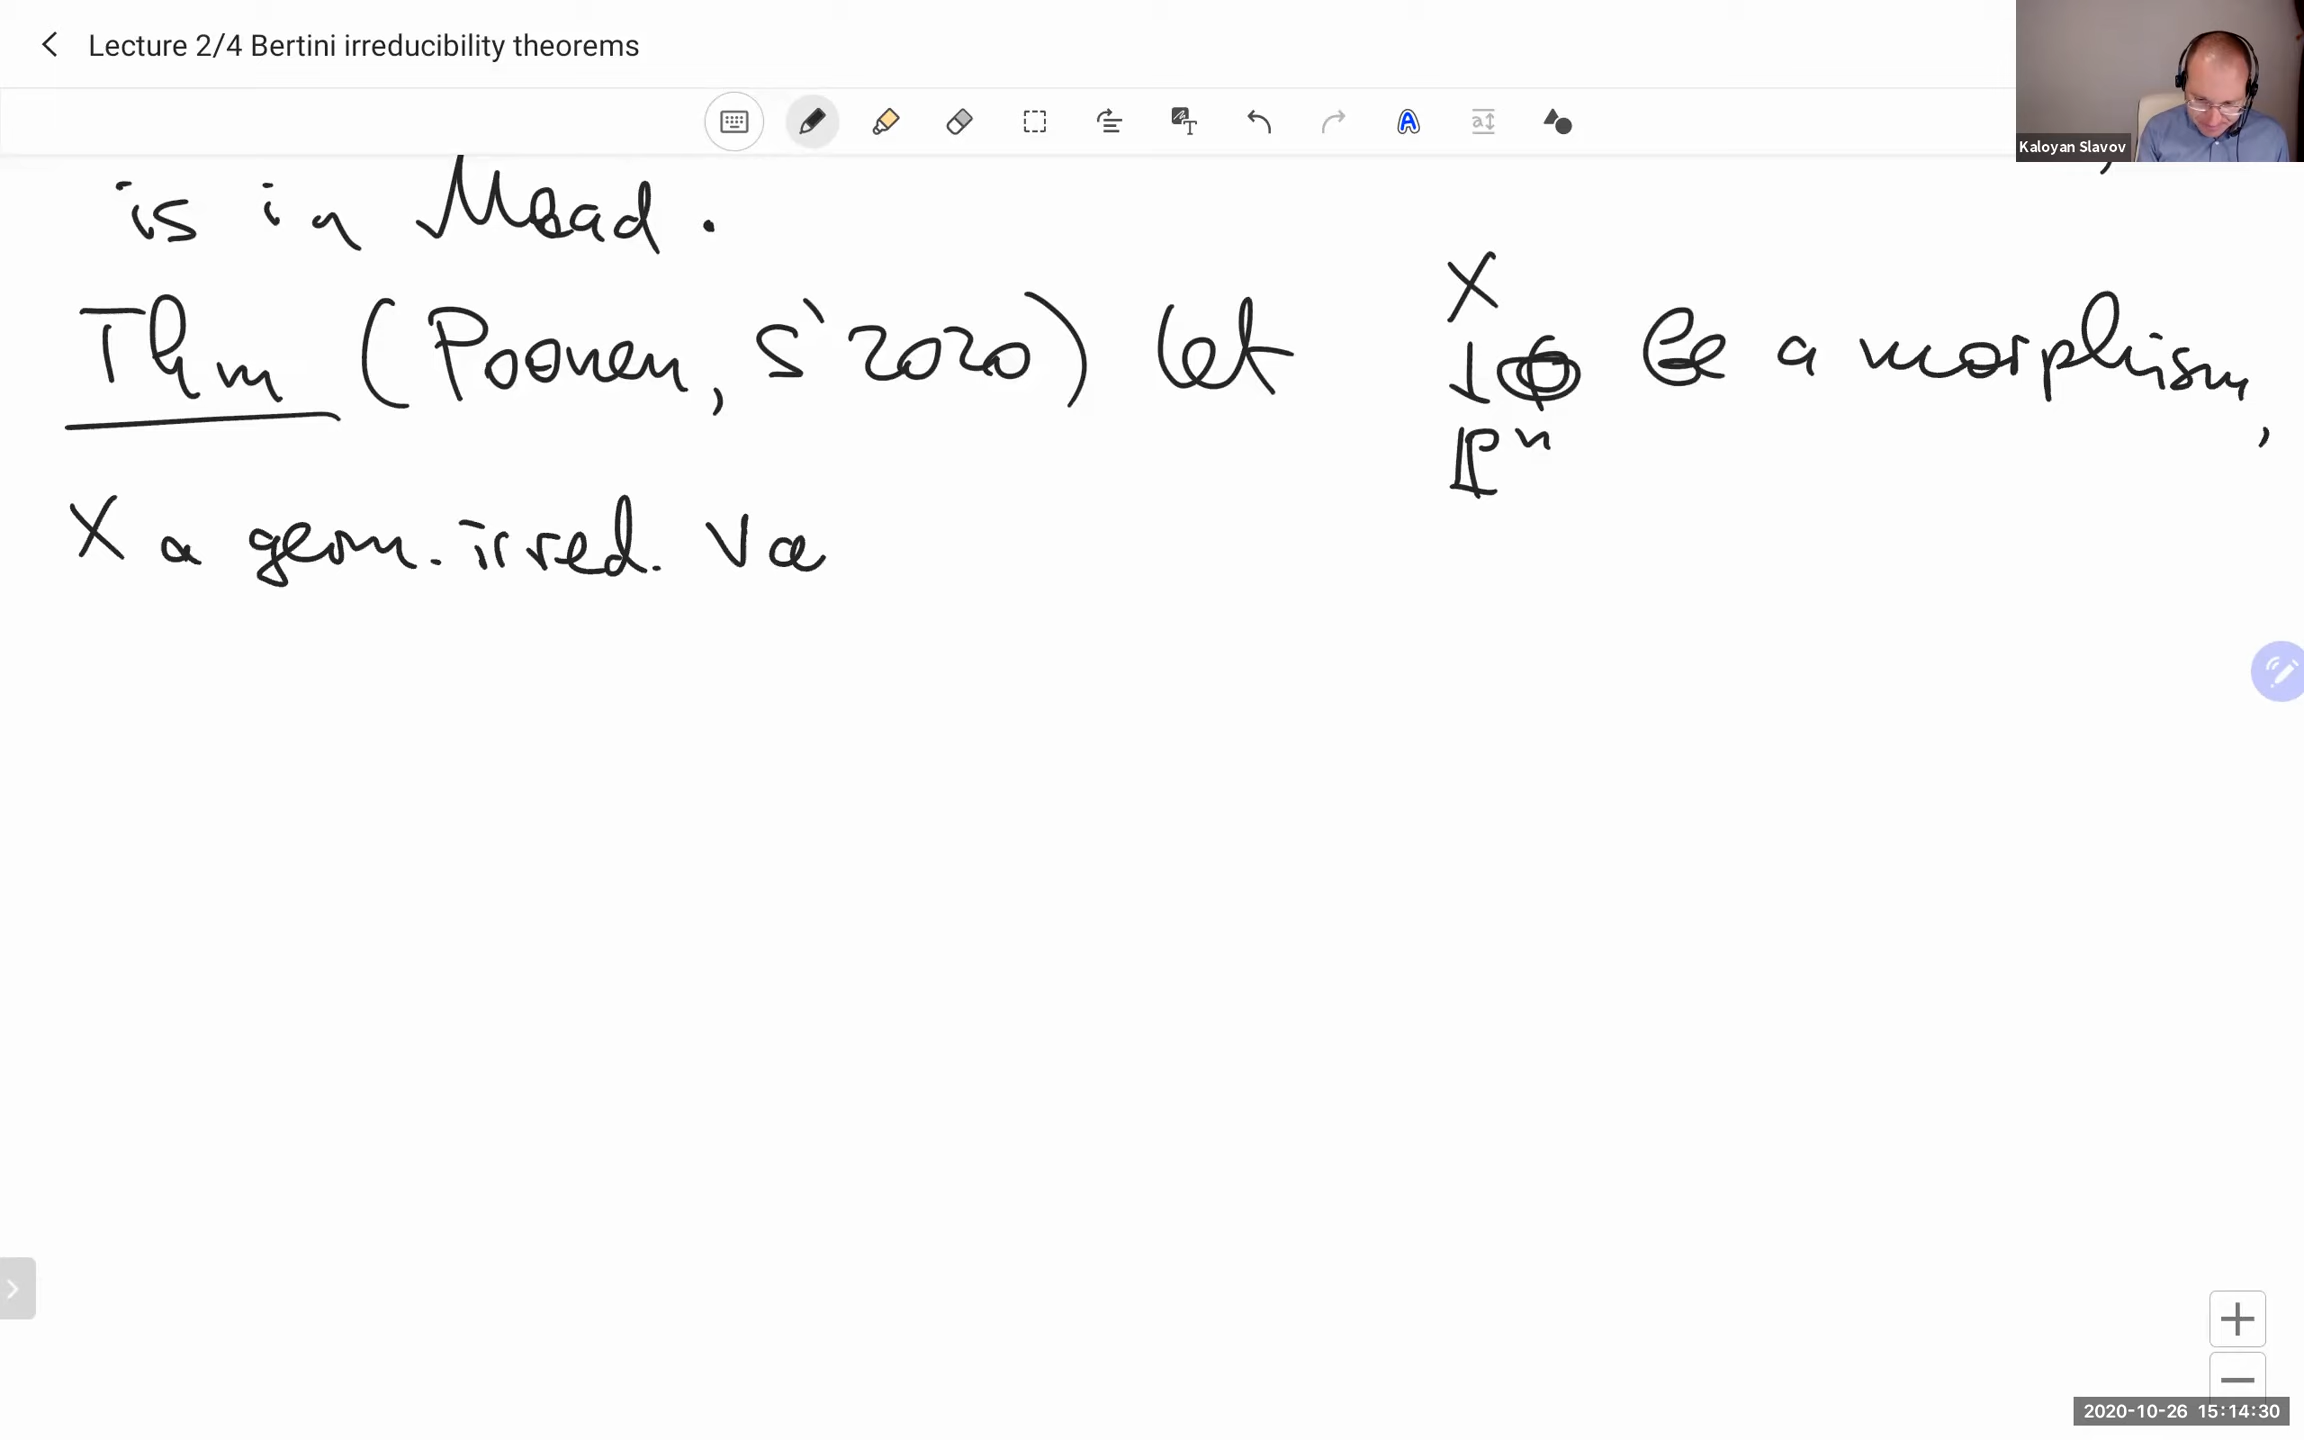 Lecture 2/4 Bertini irreducibility theorems
Kaloyan Slavov
is in Mbad.
Thm (Poonen, S' 2020) let X ↓ϕ ℙⁿ be a morphism,
X a geom. irred. va
2020-10-26 15:14:30